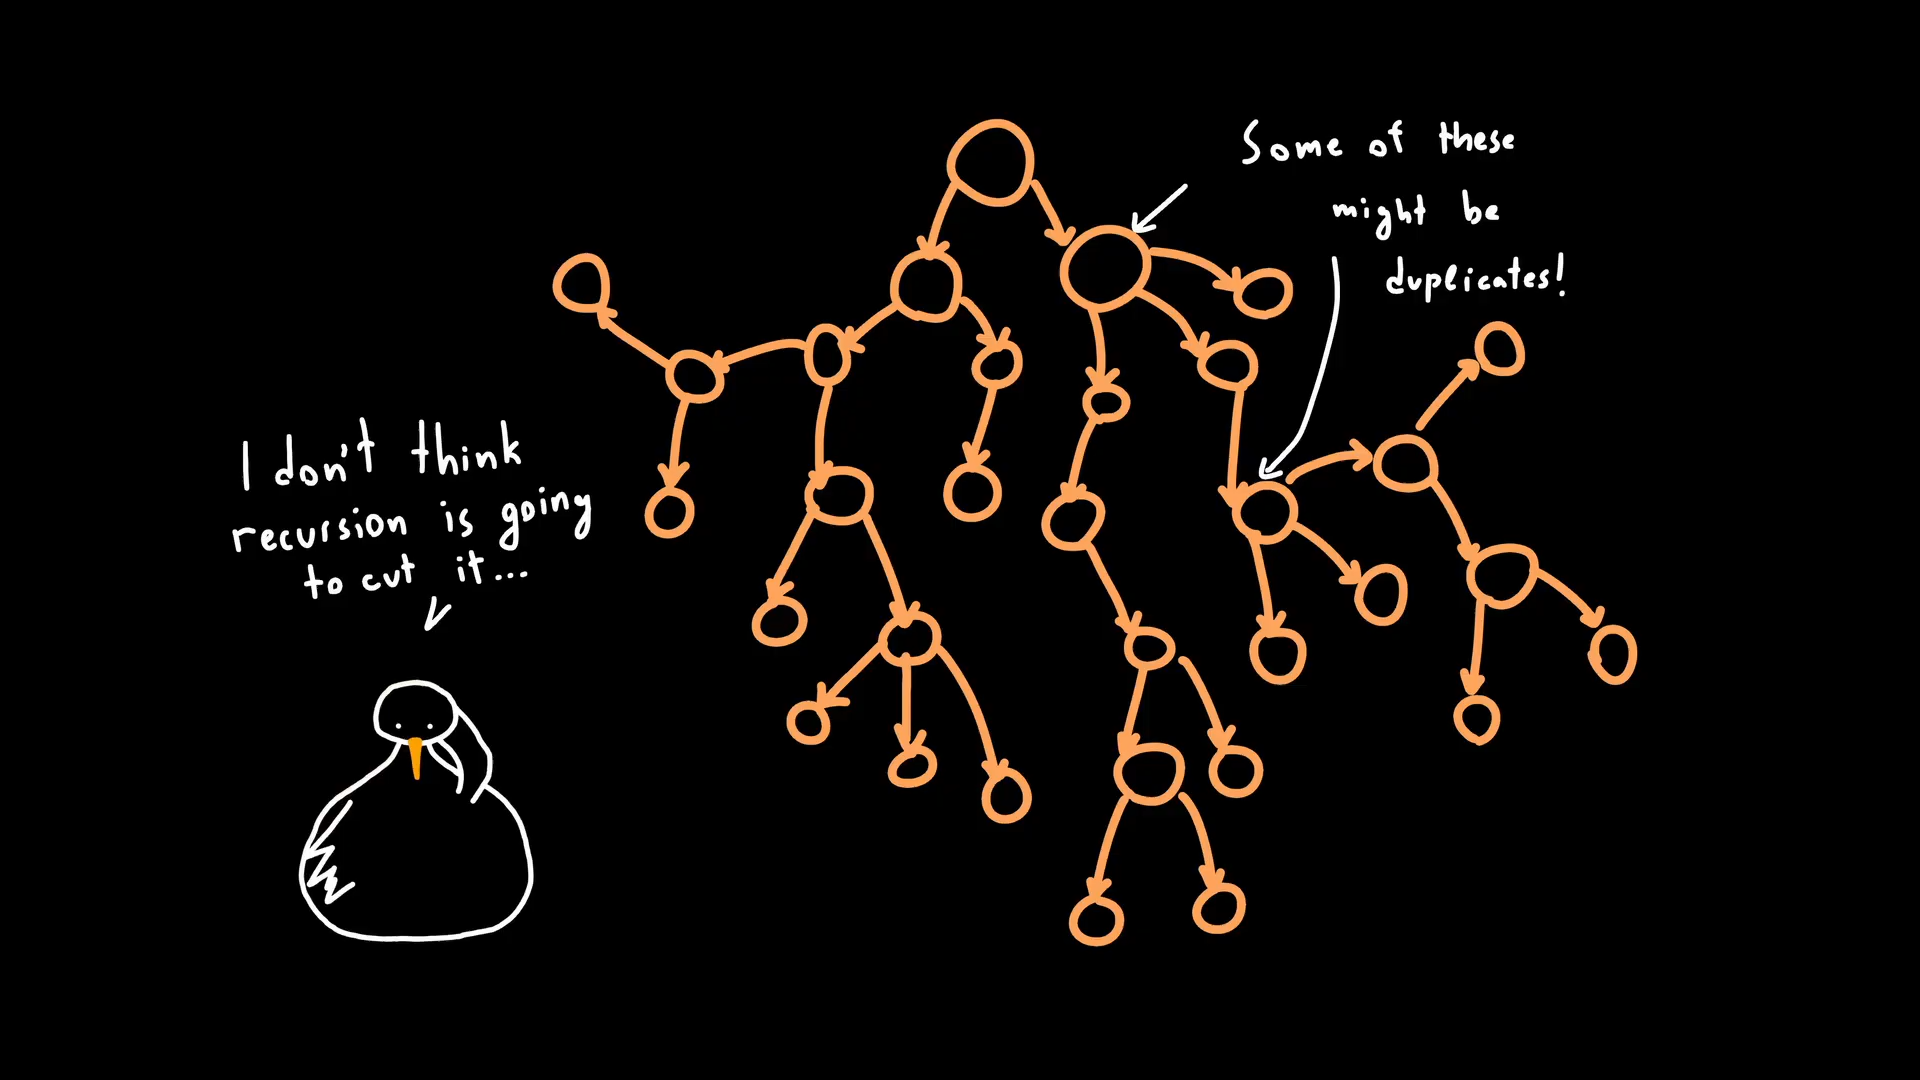 Some of these
might be
duplicates!
I don't think
recursion is going
to cut it...